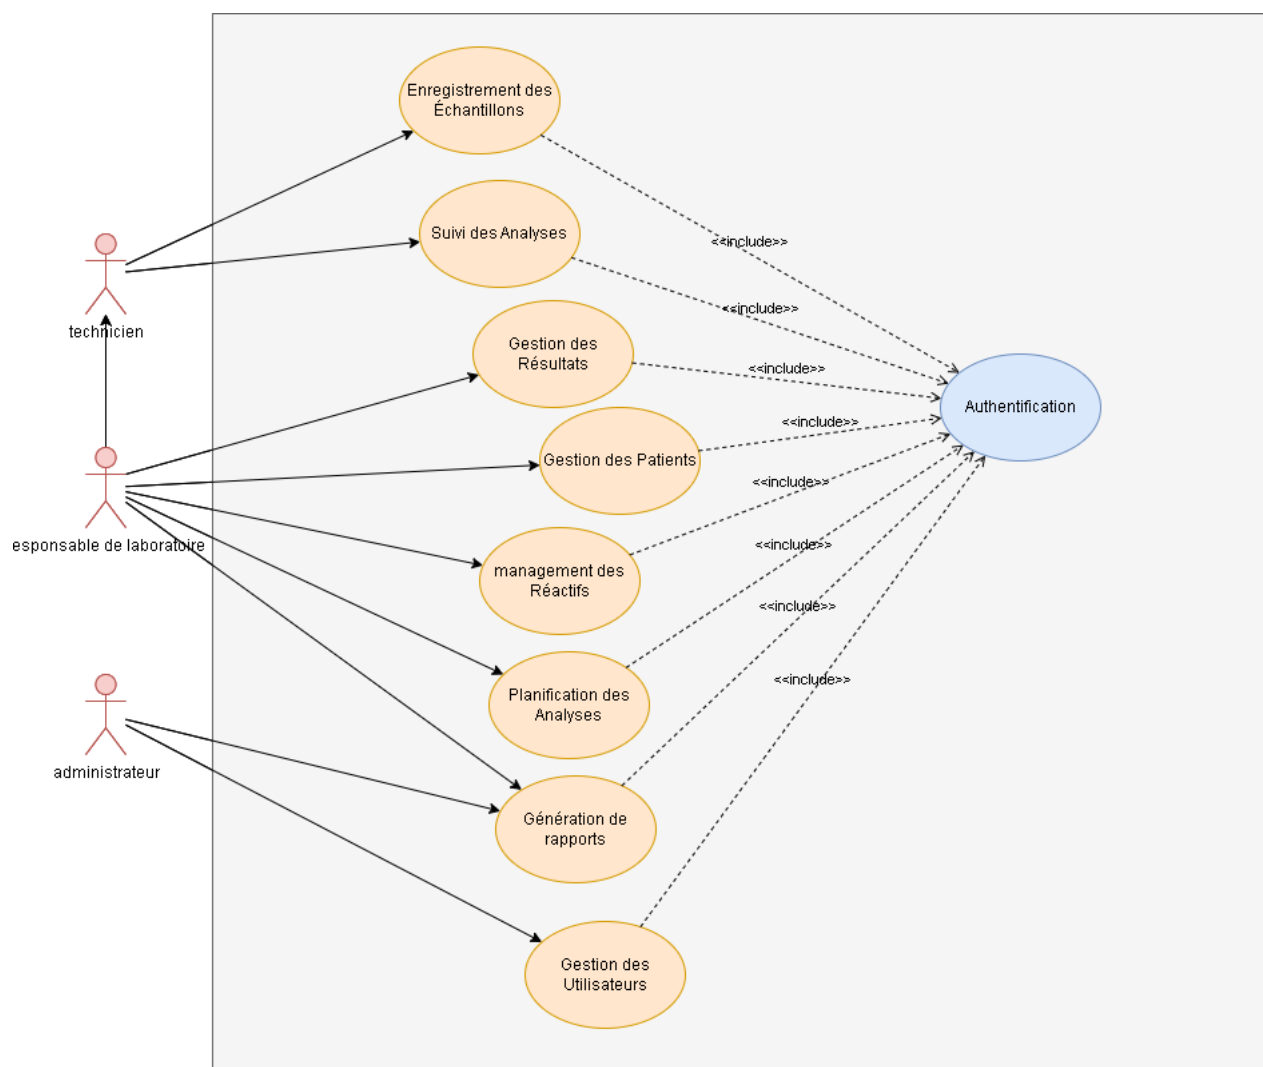 Enregistrement des
Échantillons
Suivi des Analyses
<<include>>
technicien
<<include>>
Gestion des
Résultats
<<include>>
Authentification
<<include>>
Gestion des Patients
<<include>>
esponsable de laboratoire
<<include>>
management des
Réactifs
<<include>>
<<include>>
Planification des
Analyses
administrateur
Génération de
rapports
Gestion des
Utilisateurs